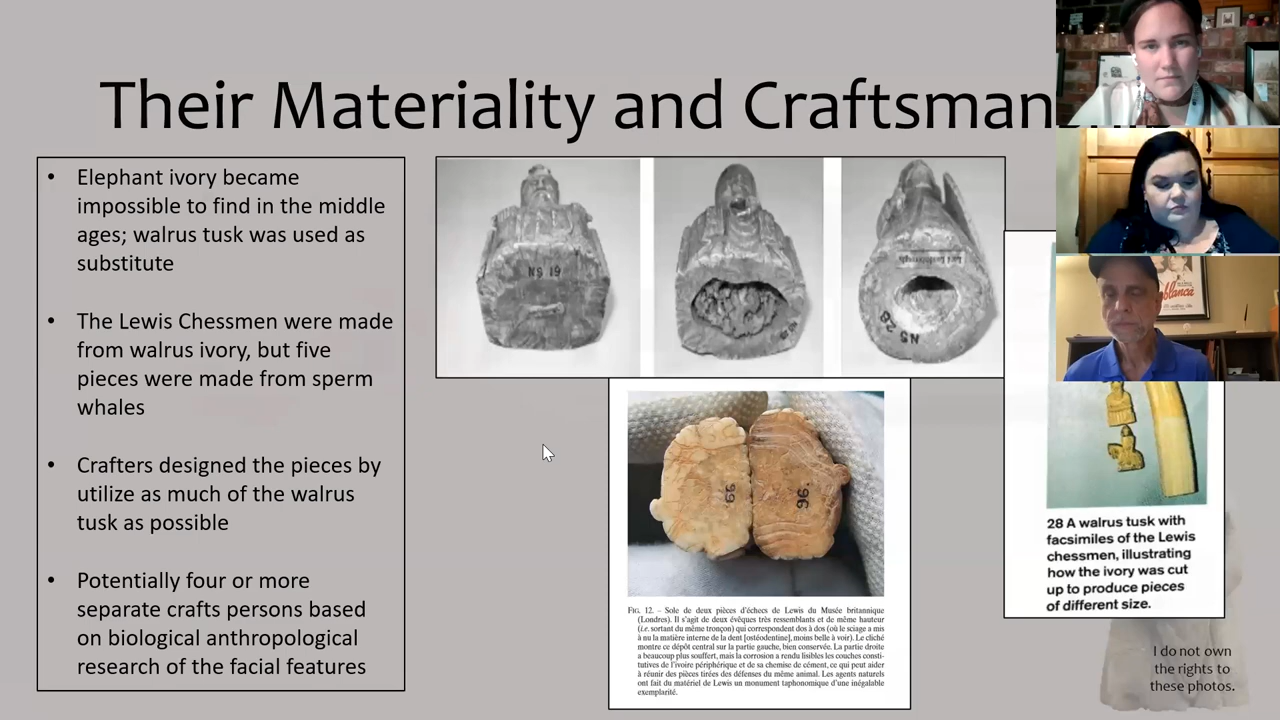 Their Materiality and Craftsman
• Elephant ivory became
impossible to find in the middle
ages; walrus tusk was used as
substitute
• The Lewis Chessmen were made
from walrus ivory, but five
pieces were made from sperm
whales
• Crafters designed the pieces by
utilize as much of the walrus
tusk as possible
• Potentially four or more
separate crafts persons based
on biological anthropological
research of the facial features
NS 19
NS 28
99
96.
FIG. 12. – Sole de deux pièces d'échecs de Lewis du Musée britannique
(Londres). Il s'agit de deux évêques très ressemblants et de même hauteur
(i.e. sortant du même tronçon) qui correspondent dos à dos (où le sciage a mis
à nu la matière interne de la dent [ostéodentine], moins belle à voir). Le cliché
montre ce dépôt central sur la partie gauche, bien conservée. La partie droite
a beaucoup plus souffert, mais la corrosion a rendu lisibles les couches consti-
tutives de l'ivoire périphérique et de sa chemise de cément, ce qui peut aider
à réunir des pièces tirées des défenses du même animal. Les agents naturels
ont fait du matériel de Lewis un monument taphonomique d'une inégalable
exemplarité.
28 A walrus tusk with
facsimiles of the Lewis
chessmen, illustrating
how the ivory was cut
up to produce pieces
of different size.
I do not own
the rights to
these photos.
blanca